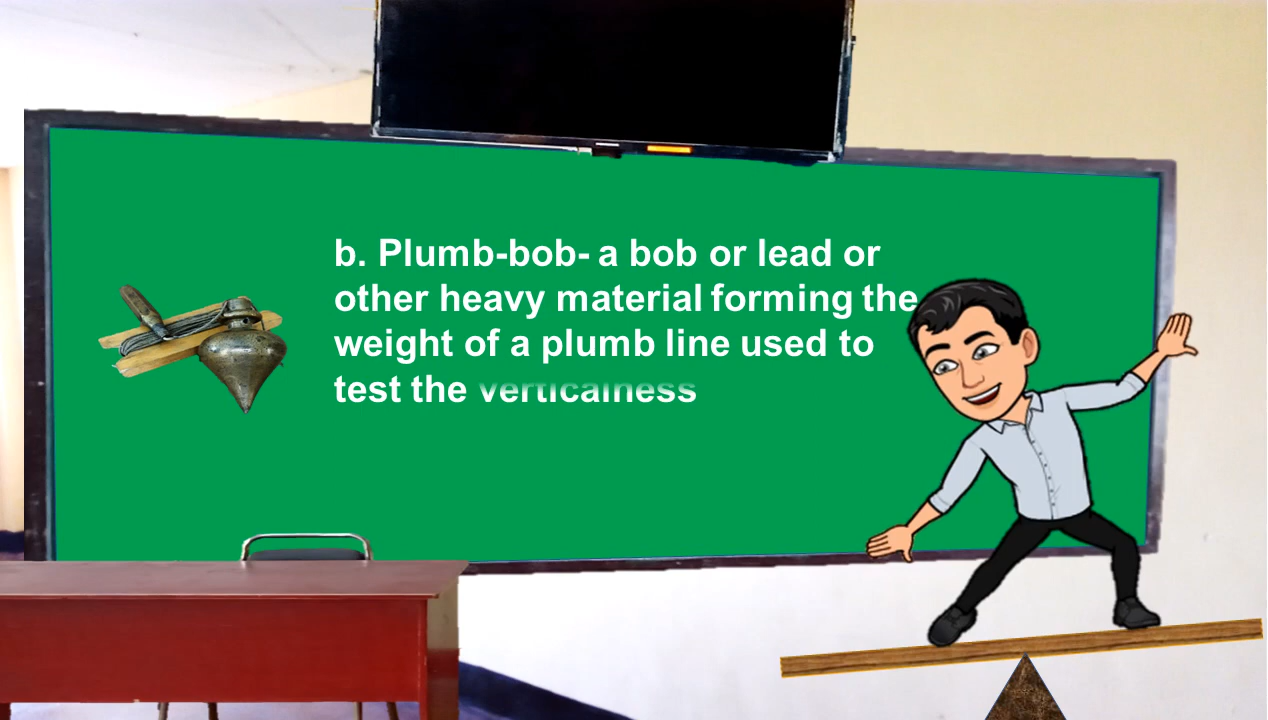 b. Plumb-bob- a bob or lead or
other heavy material forming the
weight of a plumb line used to
test the verticalness